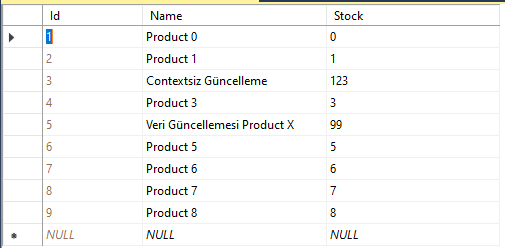 Id Name Stock
1 Product 0 0
2 Product 1 1
3 Contextsiz Güncelleme 123
4 Product 3 3
5 Veri Güncellemesi Product X 99
6 Product 5 5
7 Product 6 6
8 Product 7 7
9 Product 8 8
NULL NULL NULL